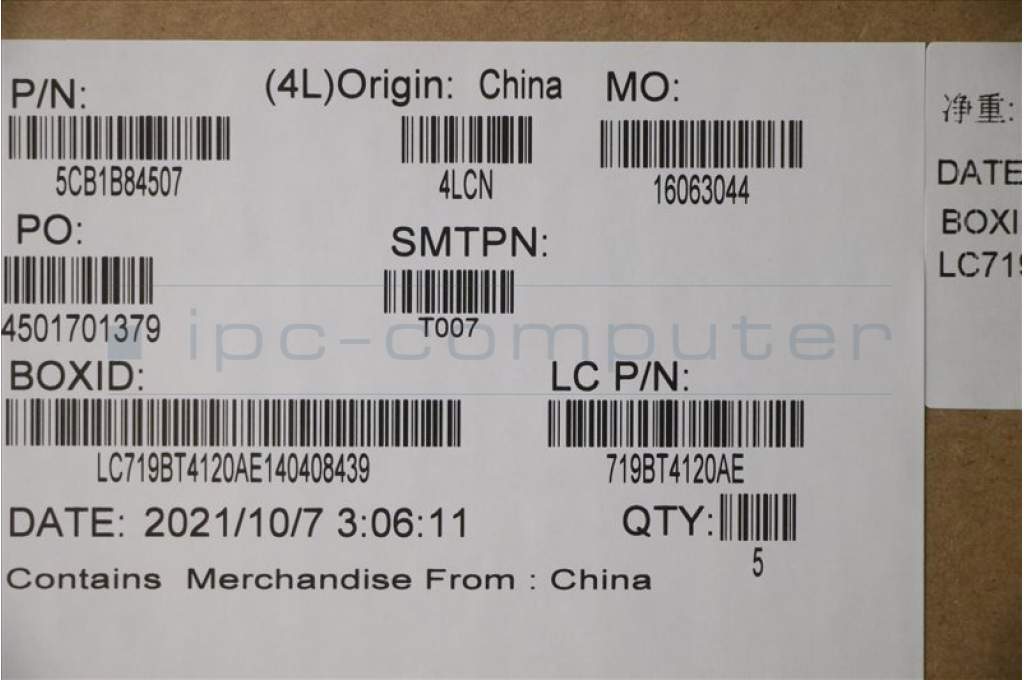 P/N: (4L)Origin: China MO:
5CB1B84507 4LCN 16063044
PO: SMTPN:
4501701379 T007
BOXID: LC P/N:
LC719BT4120AE140408439 719BT4120AE
DATE: 2021/10/7 3:06:11 QTY:
5
Contains Merchandise From : China
净重:
DATE
BOXI
LC719
ipc-computer